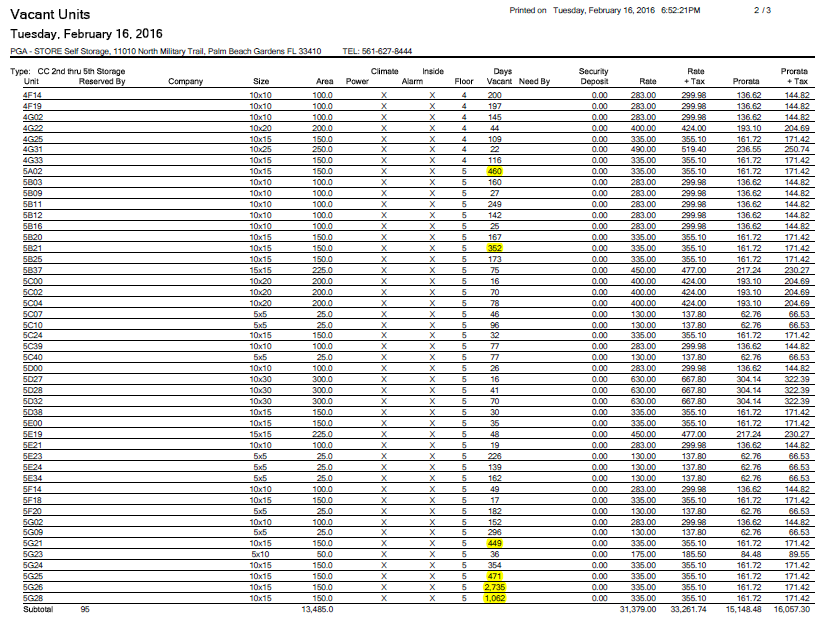 Vacant Units
Printed on Tuesday, February 16, 2016 6:52:21PM 2 / 3
Tuesday, February 16, 2016
PGA - STORE Self Storage, 11010 North Military Trail, Palm Beach Gardens FL 33410 TEL: 561-627-8444
Type: CC 2nd thru 5th Storage Climate Inside Days Security Rate Prorata
Unit Reserved By Company Size Area Power Alarm Floor Vacant Need By Deposit Rate + Tax Prorata + Tax
4F14 10x10 100.0 X X 4 200 0.00 283.00 299.98 136.62 144.82
4F19 10x10 100.0 X X 4 197 0.00 283.00 299.98 136.62 144.82
4G02 10x10 100.0 X X 4 145 0.00 283.00 299.98 136.62 144.82
4G22 10x20 200.0 X X 4 44 0.00 400.00 424.00 193.10 204.69
4G25 10x15 150.0 X X 4 109 0.00 335.00 355.10 161.72 171.42
4G31 10x25 250.0 X X 4 22 0.00 490.00 519.40 236.55 250.74
4G33 10x15 150.0 X X 4 116 0.00 335.00 355.10 161.72 171.42
5A02 10x15 150.0 X X 5 460 0.00 335.00 355.10 161.72 171.42
5B03 10x10 100.0 X X 5 160 0.00 283.00 299.98 136.62 144.82
5B09 10x10 100.0 X X 5 27 0.00 283.00 299.98 136.62 144.82
5B11 10x10 100.0 X X 5 249 0.00 283.00 299.98 136.62 144.82
5B12 10x10 100.0 X X 5 142 0.00 283.00 299.98 136.62 144.82
5B16 10x10 100.0 X X 5 25 0.00 283.00 299.98 136.62 144.82
5B20 10x15 150.0 X X 5 167 0.00 335.00 355.10 161.72 171.42
5B21 10x15 150.0 X X 5 352 0.00 335.00 355.10 161.72 171.42
5B25 10x15 150.0 X X 5 173 0.00 335.00 355.10 161.72 171.42
5B37 15x15 225.0 X X 5 75 0.00 450.00 477.00 217.24 230.27
5C00 10x20 200.0 X X 5 16 0.00 400.00 424.00 193.10 204.69
5C02 10x20 200.0 X X 5 70 0.00 400.00 424.00 193.10 204.69
5C04 10x20 200.0 X X 5 78 0.00 400.00 424.00 193.10 204.69
5C07 5x5 25.0 X X 5 46 0.00 130.00 137.80 62.76 66.53
5C10 5x5 25.0 X X 5 96 0.00 130.00 137.80 62.76 66.53
5C24 10x15 150.0 X X 5 32 0.00 335.00 355.10 161.72 171.42
5C39 10x10 100.0 X X 5 77 0.00 283.00 299.98 136.62 144.82
5C40 5x5 25.0 X X 5 77 0.00 130.00 137.80 62.76 66.53
5D00 10x10 100.0 X X 5 26 0.00 283.00 299.98 136.62 144.82
5D27 10x30 300.0 X X 5 16 0.00 630.00 667.80 304.14 322.39
5D28 10x30 300.0 X X 5 41 0.00 630.00 667.80 304.14 322.39
5D32 10x30 300.0 X X 5 70 0.00 630.00 667.80 304.14 322.39
5D38 10x15 150.0 X X 5 30 0.00 335.00 355.10 161.72 171.42
5E00 10x15 150.0 X X 5 35 0.00 335.00 355.10 161.72 171.42
5E19 15x15 225.0 X X 5 48 0.00 450.00 477.00 217.24 230.27
5E21 10x10 100.0 X X 5 19 0.00 283.00 299.98 136.62 144.82
5E23 5x5 25.0 X X 5 226 0.00 130.00 137.80 62.76 66.53
5E24 5x5 25.0 X X 5 139 0.00 130.00 137.80 62.76 66.53
5E34 5x5 25.0 X X 5 162 0.00 130.00 137.80 62.76 66.53
5F14 10x10 100.0 X X 5 49 0.00 283.00 299.98 136.62 144.82
5F18 10x15 150.0 X X 5 17 0.00 335.00 355.10 161.72 171.42
5F20 5x5 25.0 X X 5 182 0.00 130.00 137.80 62.76 66.53
5G02 10x10 100.0 X X 5 152 0.00 283.00 299.98 136.62 144.82
5G09 5x5 25.0 X X 5 296 0.00 130.00 137.80 62.76 66.53
5G21 10x15 150.0 X X 5 449 0.00 335.00 355.10 161.72 171.42
5G23 5x10 50.0 X X 5 36 0.00 175.00 185.50 84.48 89.55
5G24 10x15 150.0 X X 5 354 0.00 335.00 355.10 161.72 171.42
5G25 10x15 150.0 X X 5 471 0.00 335.00 355.10 161.72 171.42
5G26 10x15 150.0 X X 5 2,735 0.00 335.00 355.10 161.72 171.42
5G28 10x15 150.0 X X 5 1,062 0.00 335.00 355.10 161.72 171.42
Subtotal 95 13,485.0 31,379.00 33,261.74 15,148.48 16,057.30